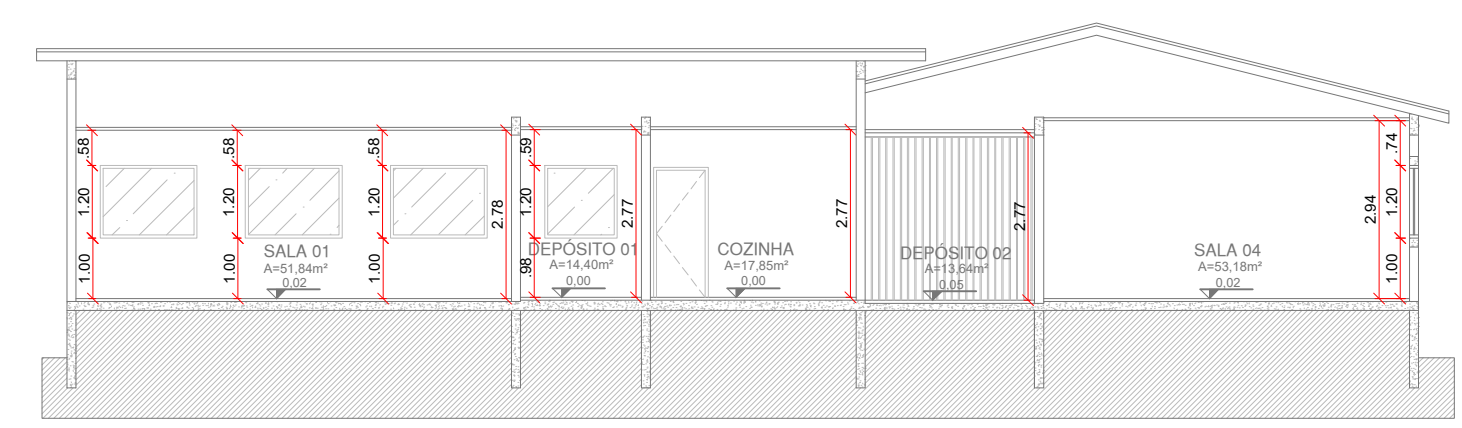 .58
1.20
1.00
.58
1.20
1.00
.58
1.20
1.00
2.78
SALA 01
A=51,84m²
0,02
.59
1.20
.98
2.77
DEPÓSITO 01
A=14,40m²
0,00
COZINHA
A=17,85m²
0,00
2.77
DEPÓSITO 02
A=13,64m²
0,05
2.77
SALA 04
A=53,18m²
0,02
2.94
.74
1.20
1.00